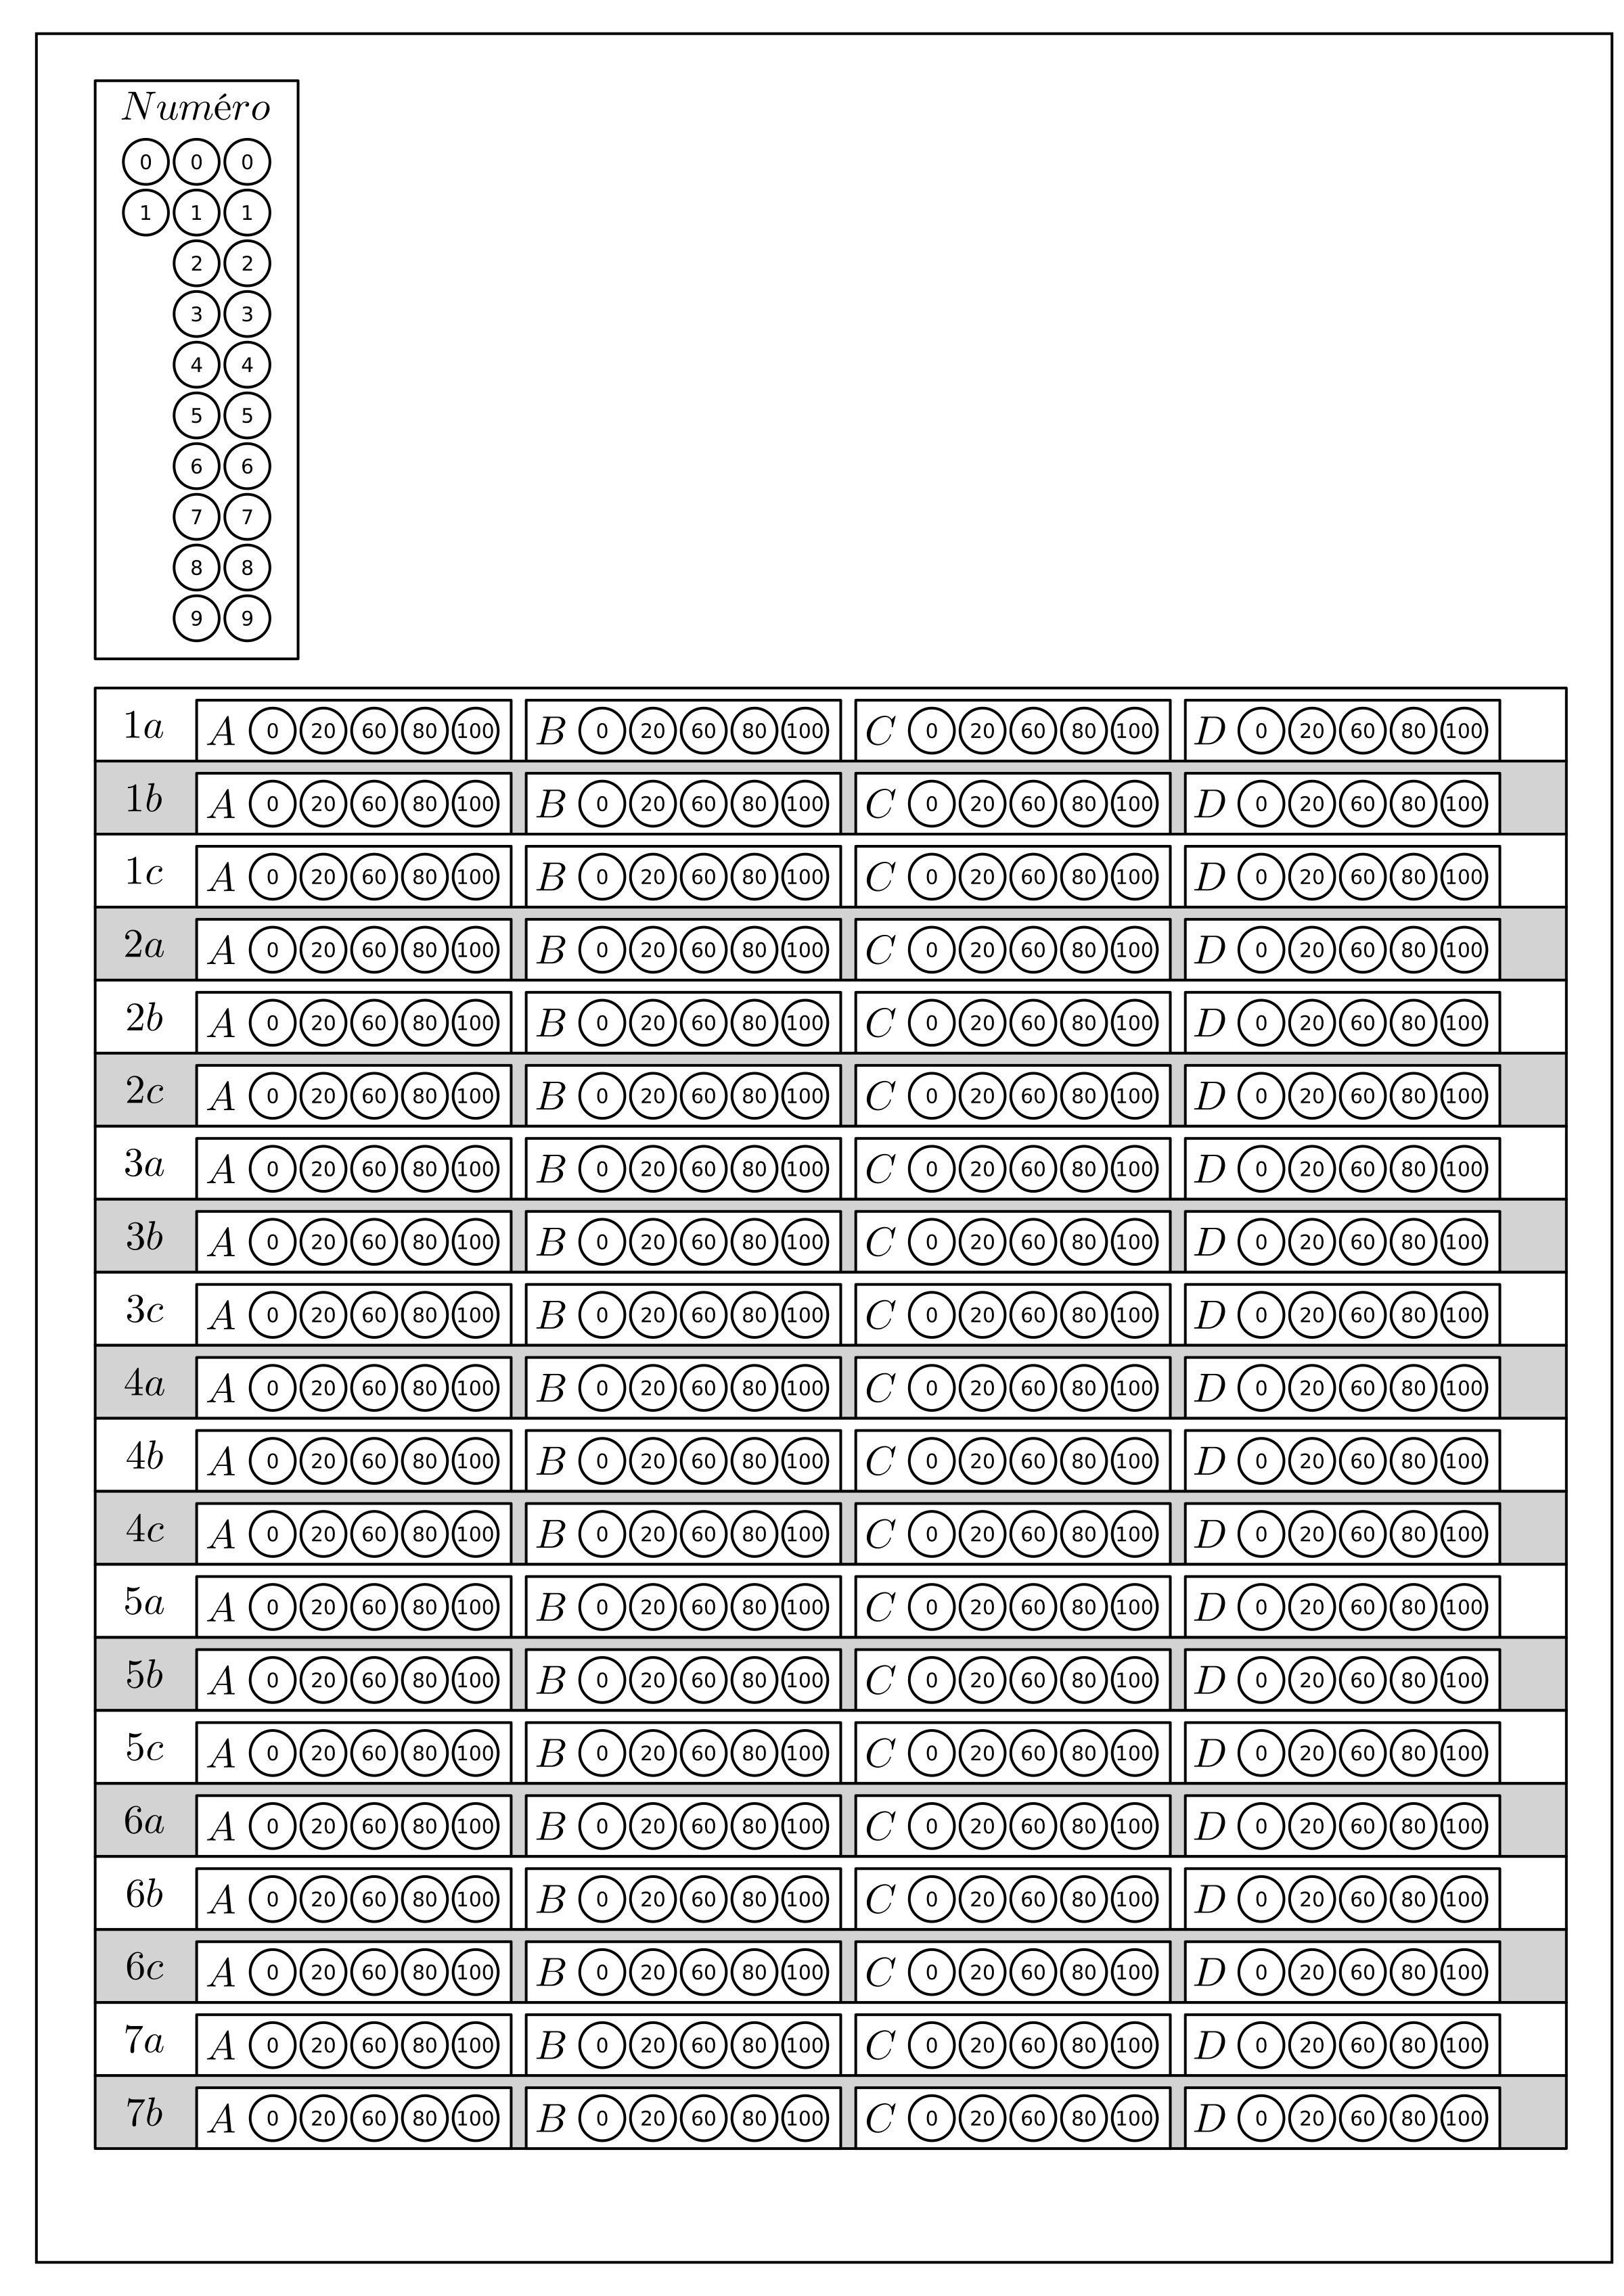 Numéro
0 0 0
1 1 1
2 2
3 3
4 4
5 5
6 6
7 7
8 8
9 9
1a A 0 20 60 80 100 B 0 20 60 80 100 C 0 20 60 80 100 D 0 20 60 80 100
1b A 0 20 60 80 100 B 0 20 60 80 100 C 0 20 60 80 100 D 0 20 60 80 100
1c A 0 20 60 80 100 B 0 20 60 80 100 C 0 20 60 80 100 D 0 20 60 80 100
2a A 0 20 60 80 100 B 0 20 60 80 100 C 0 20 60 80 100 D 0 20 60 80 100
2b A 0 20 60 80 100 B 0 20 60 80 100 C 0 20 60 80 100 D 0 20 60 80 100
2c A 0 20 60 80 100 B 0 20 60 80 100 C 0 20 60 80 100 D 0 20 60 80 100
3a A 0 20 60 80 100 B 0 20 60 80 100 C 0 20 60 80 100 D 0 20 60 80 100
3b A 0 20 60 80 100 B 0 20 60 80 100 C 0 20 60 80 100 D 0 20 60 80 100
3c A 0 20 60 80 100 B 0 20 60 80 100 C 0 20 60 80 100 D 0 20 60 80 100
4a A 0 20 60 80 100 B 0 20 60 80 100 C 0 20 60 80 100 D 0 20 60 80 100
4b A 0 20 60 80 100 B 0 20 60 80 100 C 0 20 60 80 100 D 0 20 60 80 100
4c A 0 20 60 80 100 B 0 20 60 80 100 C 0 20 60 80 100 D 0 20 60 80 100
5a A 0 20 60 80 100 B 0 20 60 80 100 C 0 20 60 80 100 D 0 20 60 80 100
5b A 0 20 60 80 100 B 0 20 60 80 100 C 0 20 60 80 100 D 0 20 60 80 100
5c A 0 20 60 80 100 B 0 20 60 80 100 C 0 20 60 80 100 D 0 20 60 80 100
6a A 0 20 60 80 100 B 0 20 60 80 100 C 0 20 60 80 100 D 0 20 60 80 100
6b A 0 20 60 80 100 B 0 20 60 80 100 C 0 20 60 80 100 D 0 20 60 80 100
6c A 0 20 60 80 100 B 0 20 60 80 100 C 0 20 60 80 100 D 0 20 60 80 100
7a A 0 20 60 80 100 B 0 20 60 80 100 C 0 20 60 80 100 D 0 20 60 80 100
7b A 0 20 60 80 100 B 0 20 60 80 100 C 0 20 60 80 100 D 0 20 60 80 100